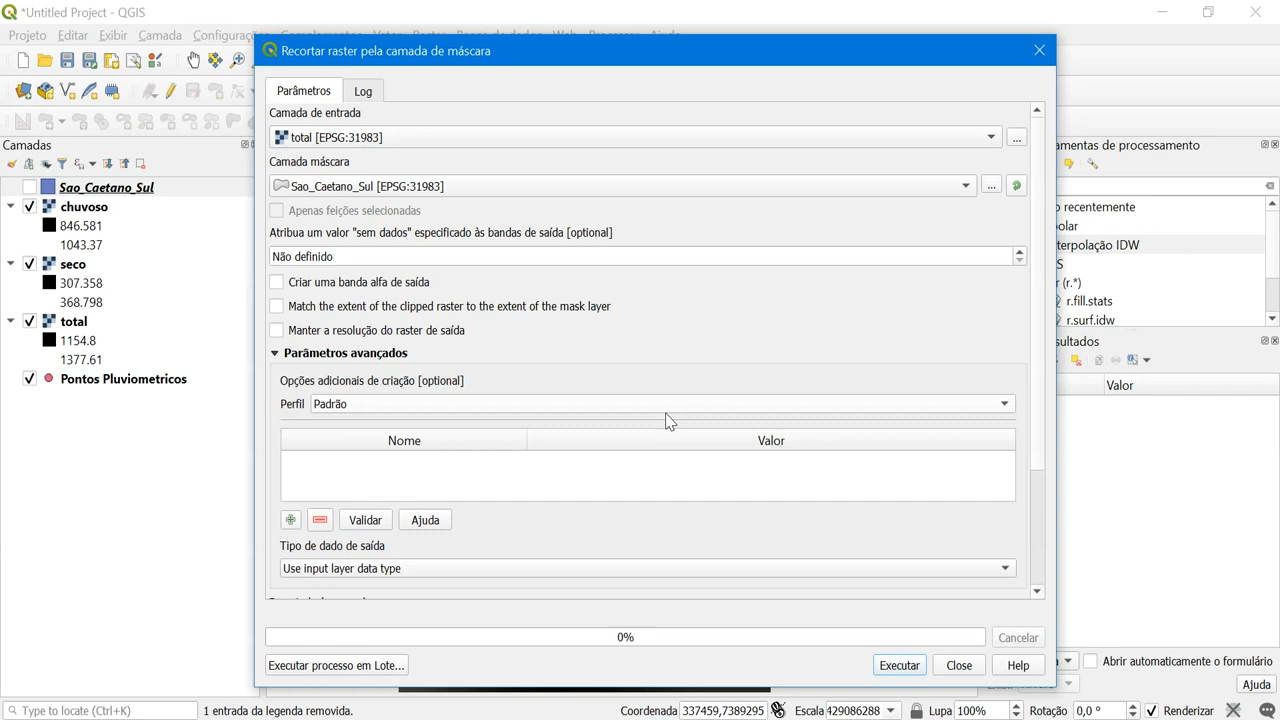 *Untitled Project - QGIS
Projeto Editar Exibir Camada
Recortar raster pela camada de máscara
Parâmetros Log
Camada de entrada
total [EPSG:31983]
...
Camada máscara
Sao_Caetano_Sul [EPSG:31983]
...
Apenas feições selecionadas
Atribua um valor "sem dados" especificado às bandas de saída [optional]
Não definido
Criar uma banda alfa de saída
Match the extent of the clipped raster to the extent of the mask layer
Manter a resolução do raster de saída
Parâmetros avançados
Opções adicionais de criação [optional]
Perfil Padrão
Nome Valor
Validar Ajuda
Tipo de dado de saída
Use input layer data type
0%
Cancelar
Executar processo em Lote...
Executar Close Help
Camadas
Sao_Caetano_Sul
chuvoso
846.581
1043.37
seco
307.358
368.798
total
1154.8
1377.61
Pontos Pluviometricos
amentas de processamento
o recentemente
olar
terpolação IDW
S
r (r.*)
r.fill.stats
r.surf.idw
sultados
Valor
Abrir automaticamente o formulário
Ajuda
Type to locate (Ctrl+K) 1 entrada da legenda removida. Coordenada 337459,7389295 Escala 429086288 Lupa 100% Rotação 0,0 ° Renderizar